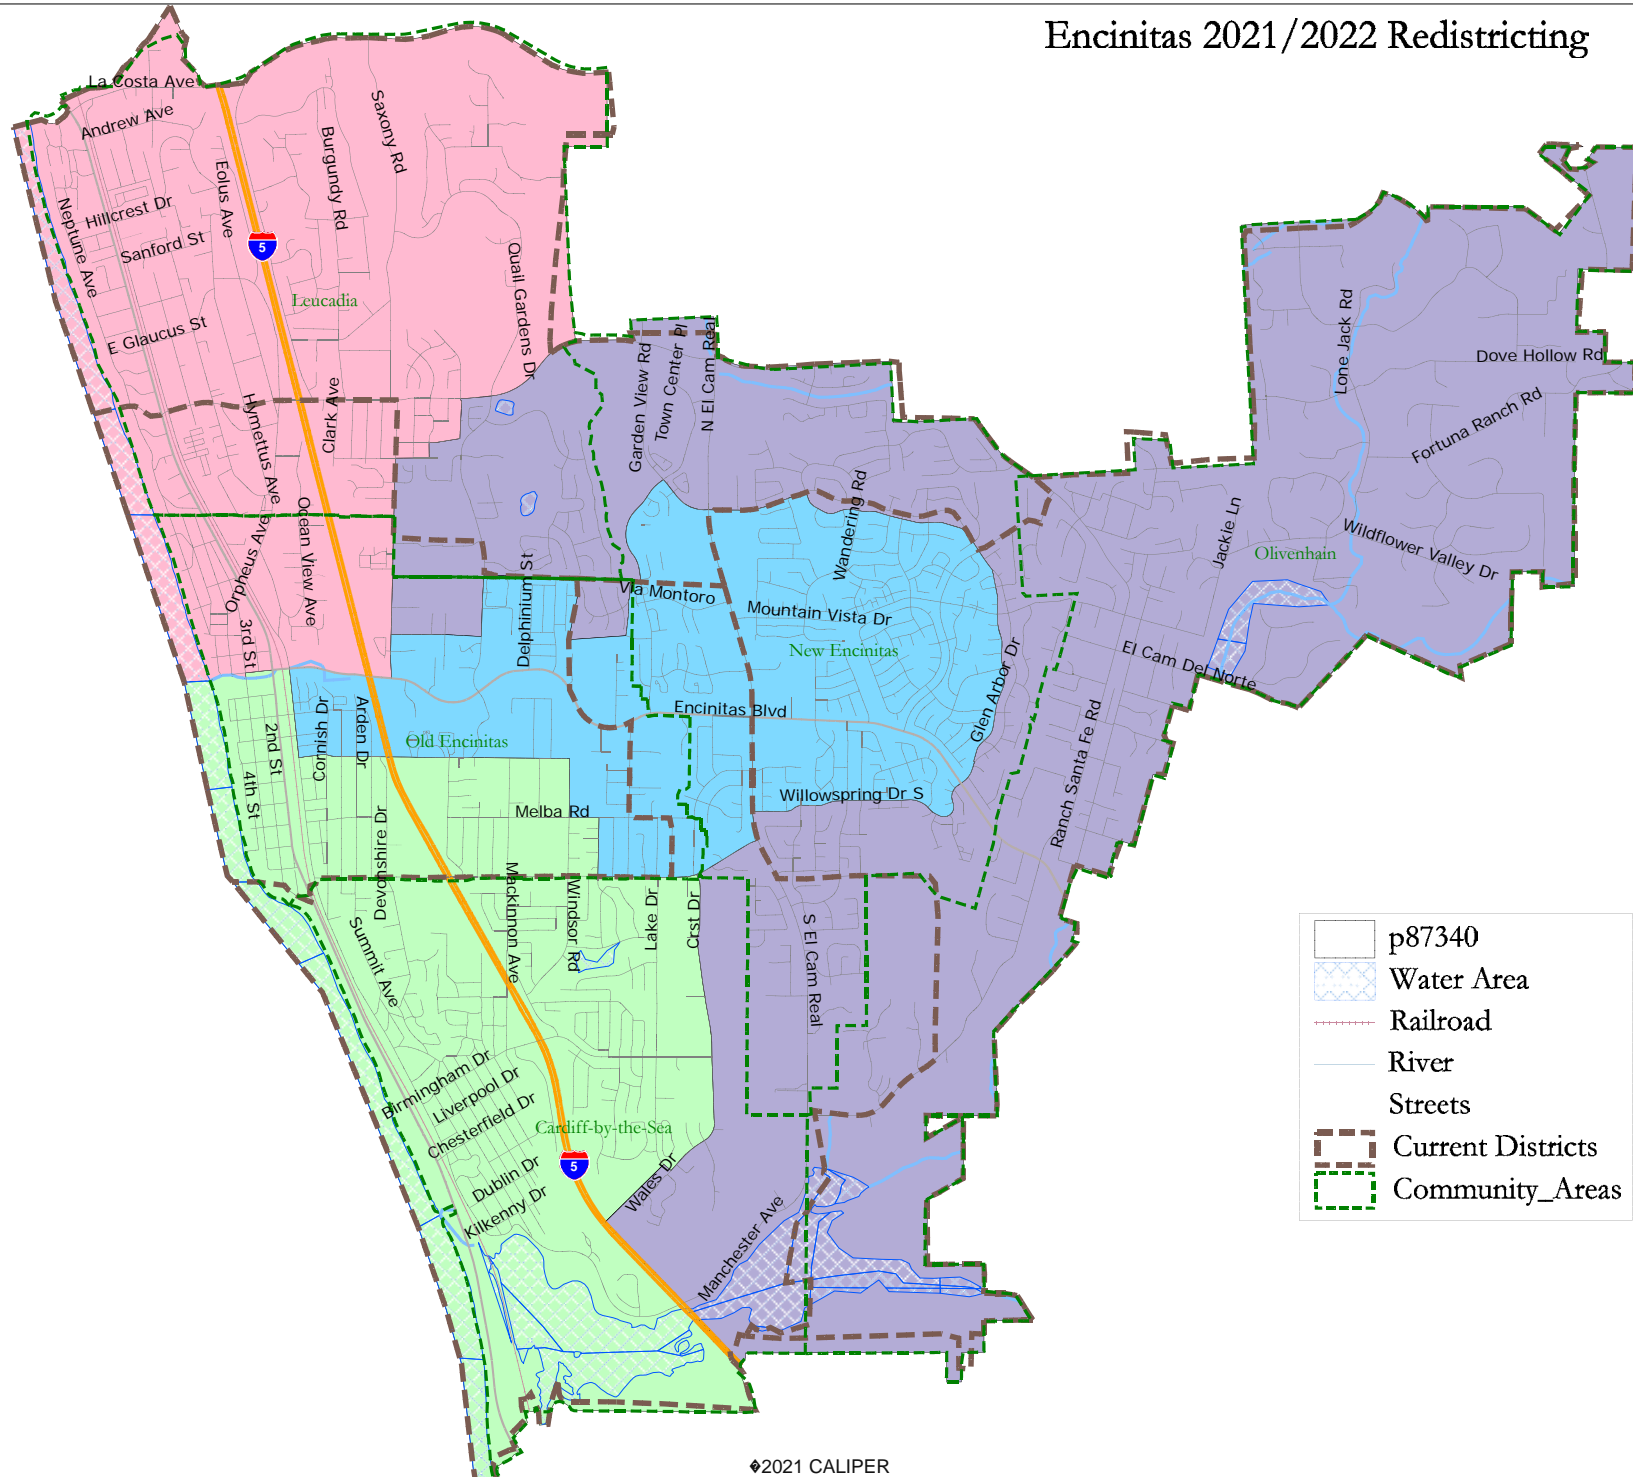 Encinitas 2021/2022 Redistricting
La Costa Ave
Andrew Ave
Saxony Rd
Burgundy Rd
Eolus Ave
Neptune Ave
Hillcrest Dr
Sanford St
5
Quail Gardens Dr
Leucadia
E Glaucus St
Garden View Rd
Town Center Pl
N El Cam Real
Lone Jack Rd
Dove Hollow Rd
Fortuna Ranch Rd
Hymettus Ave
Clark Ave
Wandering Rd
Jackie Ln
Wildflower Valley Dr
Olivenhain
Orpheus Ave
Ocean View Ave
Delphinium St
Via Montoro
Mountain Vista Dr
New Encinitas
3rd St
El Cam Del Norte
Glen Arbor Dr
Encinitas Blvd
Ranch Santa Fe Rd
2nd St
Cornish Dr
Arden Dr
Old Encinitas
4th St
Willowspring Dr S
Melba Rd
Devonshire Dr
Mackinnon Ave
Windsor Rd
Lake Dr
Crst Dr
S El Cam Real
Summit Ave
Birmingham Dr
Liverpool Dr
Chesterfield Dr
Cardiff-by-the-Sea
5
Dublin Dr
Kilkenny Dr
Wales Dr
Manchester Ave
p87340
Water Area
Railroad
River
Streets
Current Districts
Community_Areas
�2021 CALIPER